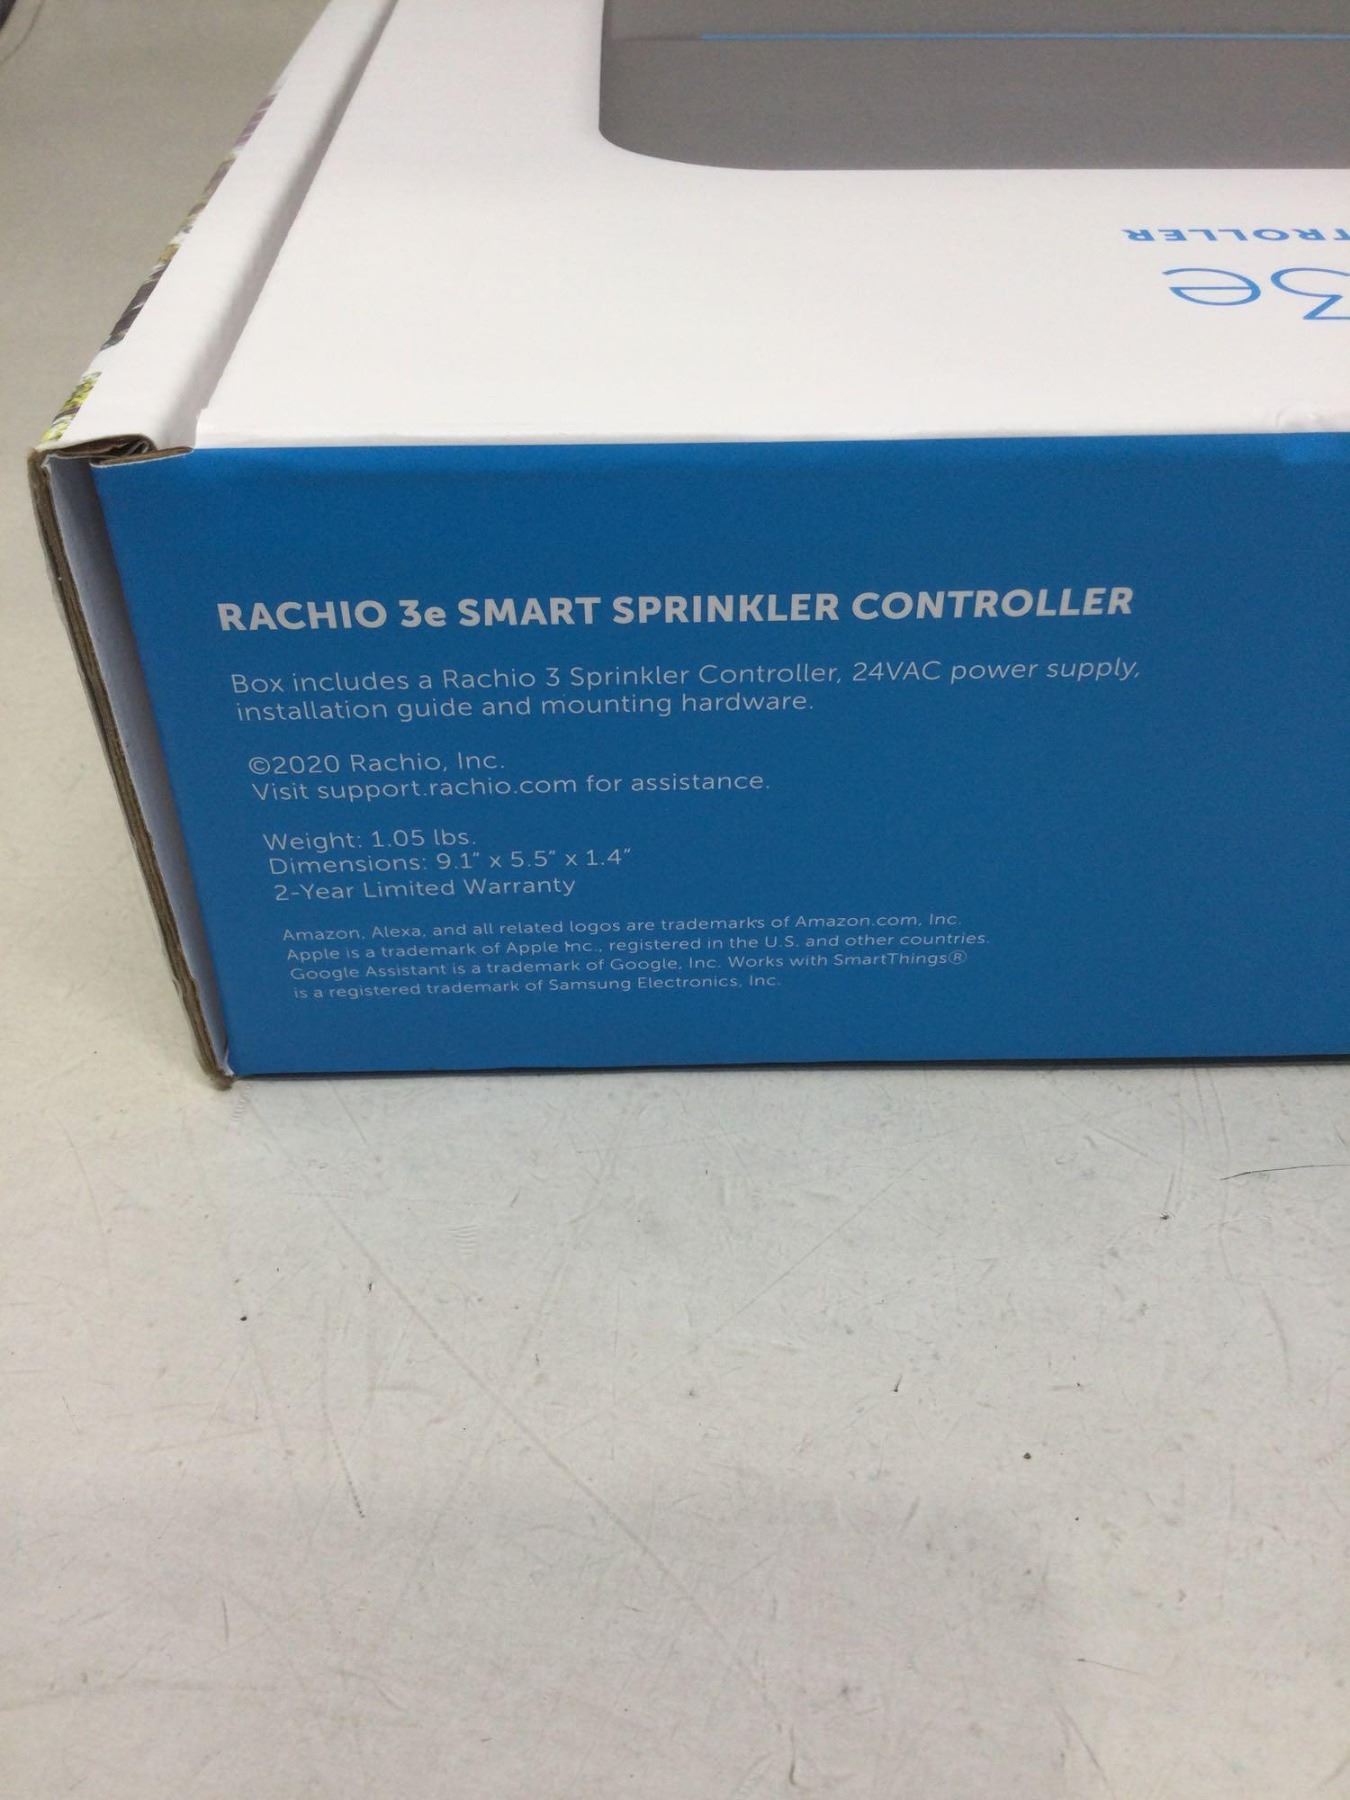 TROLLER
3e
RACHIO 3e SMART SPRINKLER CONTROLLER
Box includes a Rachio 3 Sprinkler Controller, 24VAC power supply,
installation guide and mounting hardware.
©2020 Rachio, Inc.
Visit support.rachio.com for assistance.
Weight: 1.05 lbs.
Dimensions: 9.1" x 5.5" x 1.4"
2-Year Limited Warranty
Amazon, Alexa, and all related logos are trademarks of Amazon.com, Inc.
Apple is a trademark of Apple Inc., registered in the U.S. and other countries.
Google Assistant is a trademark of Google, Inc. Works with SmartThings®
is a registered trademark of Samsung Electronics, Inc.